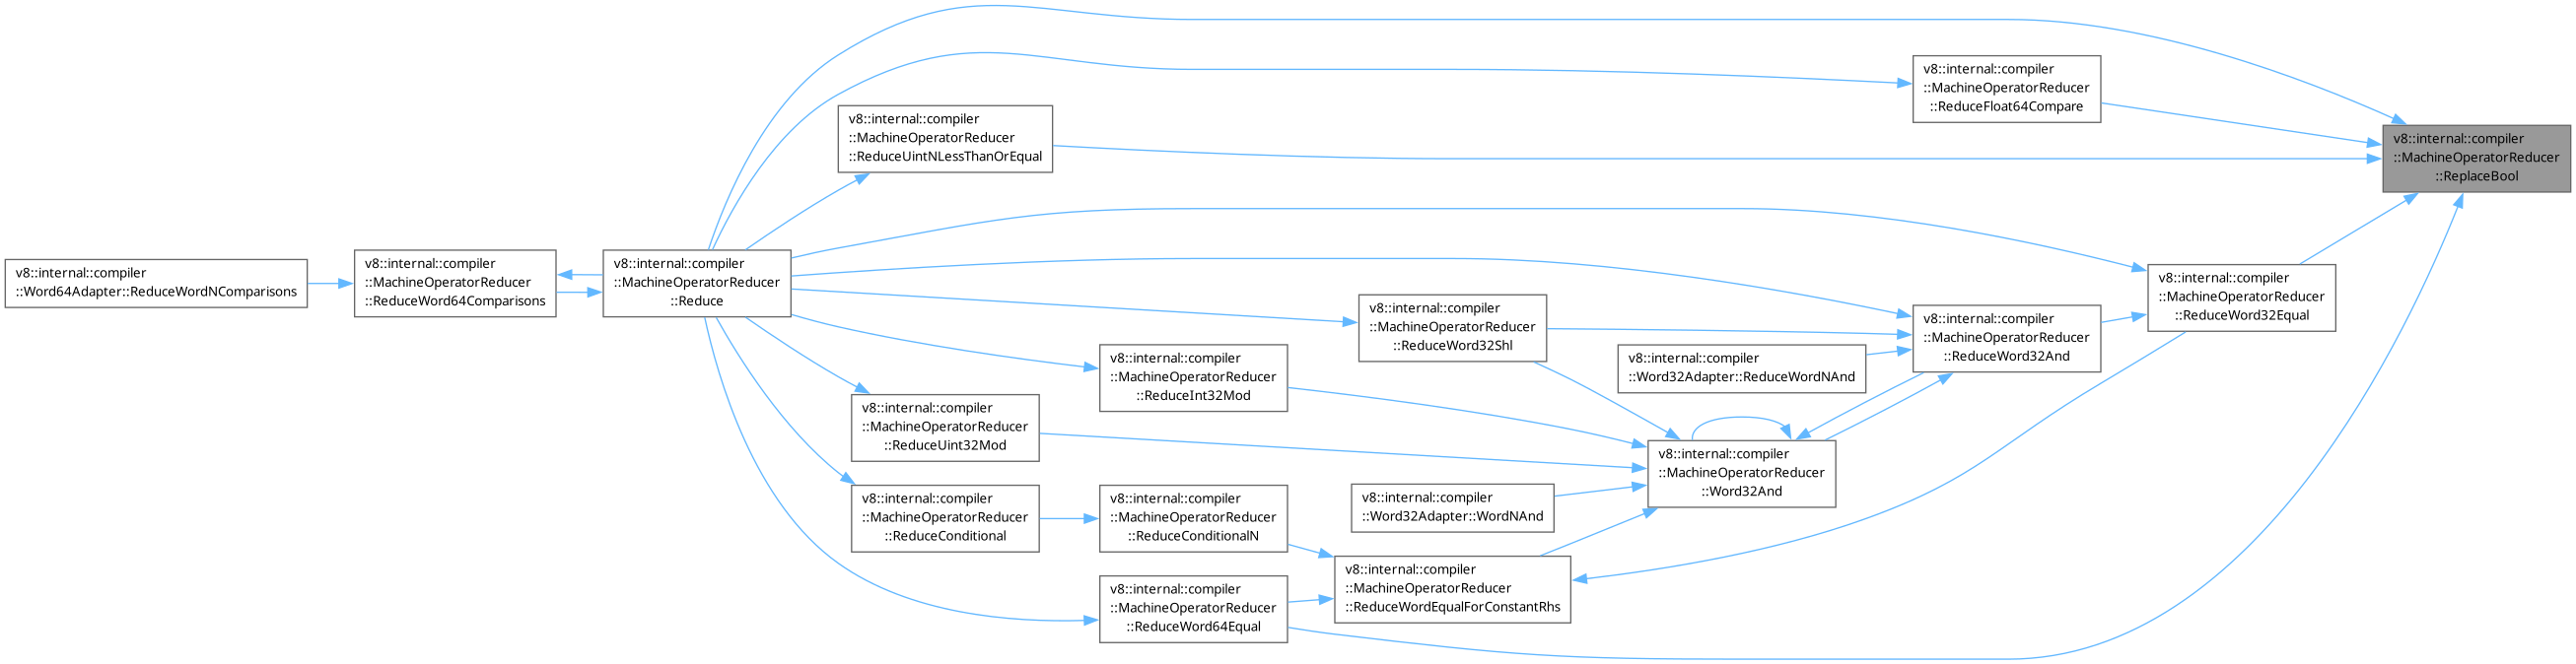 v8::internal::compiler
::Word64Adapter::ReduceWordNComparisons
v8::internal::compiler
::MachineOperatorReducer
::ReduceWord64Comparisons
v8::internal::compiler
::MachineOperatorReducer
::Reduce
v8::internal::compiler
::MachineOperatorReducer
::ReduceUintNLessThanOrEqual
v8::internal::compiler
::MachineOperatorReducer
::ReduceUint32Mod
v8::internal::compiler
::MachineOperatorReducer
::ReduceConditional
v8::internal::compiler
::MachineOperatorReducer
::ReduceInt32Mod
v8::internal::compiler
::MachineOperatorReducer
::ReduceConditionalN
v8::internal::compiler
::MachineOperatorReducer
::ReduceWord64Equal
v8::internal::compiler
::MachineOperatorReducer
::ReduceWord32Shl
v8::internal::compiler
::Word32Adapter::WordNAnd
v8::internal::compiler
::MachineOperatorReducer
::ReduceWordEqualForConstantRhs
v8::internal::compiler
::Word32Adapter::ReduceWordNAnd
v8::internal::compiler
::MachineOperatorReducer
::Word32And
v8::internal::compiler
::MachineOperatorReducer
::ReduceFloat64Compare
v8::internal::compiler
::MachineOperatorReducer
::ReduceWord32And
v8::internal::compiler
::MachineOperatorReducer
::ReduceWord32Equal
v8::internal::compiler
::MachineOperatorReducer
::ReplaceBool